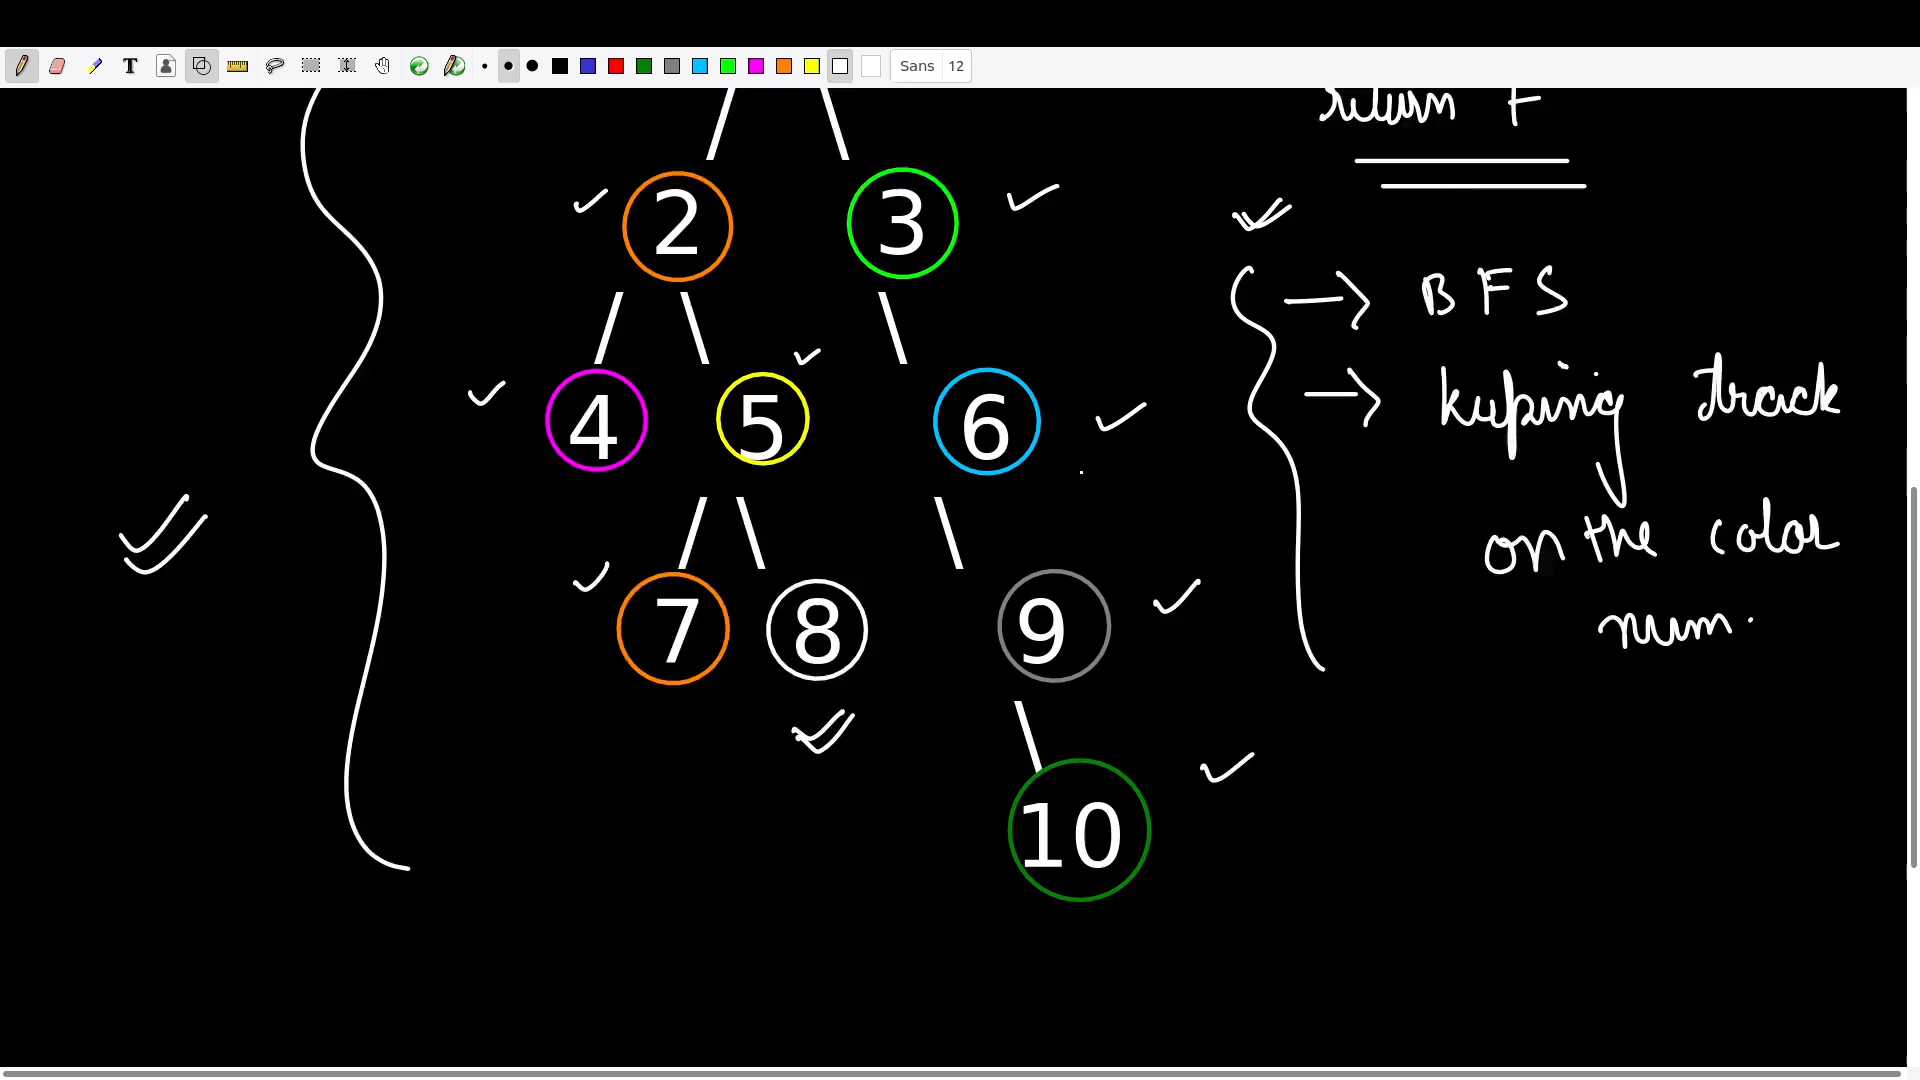 T Sans 12
return F
2 3
BFS
4 5 6
keeping track
on the color
7 8 9
num.
10